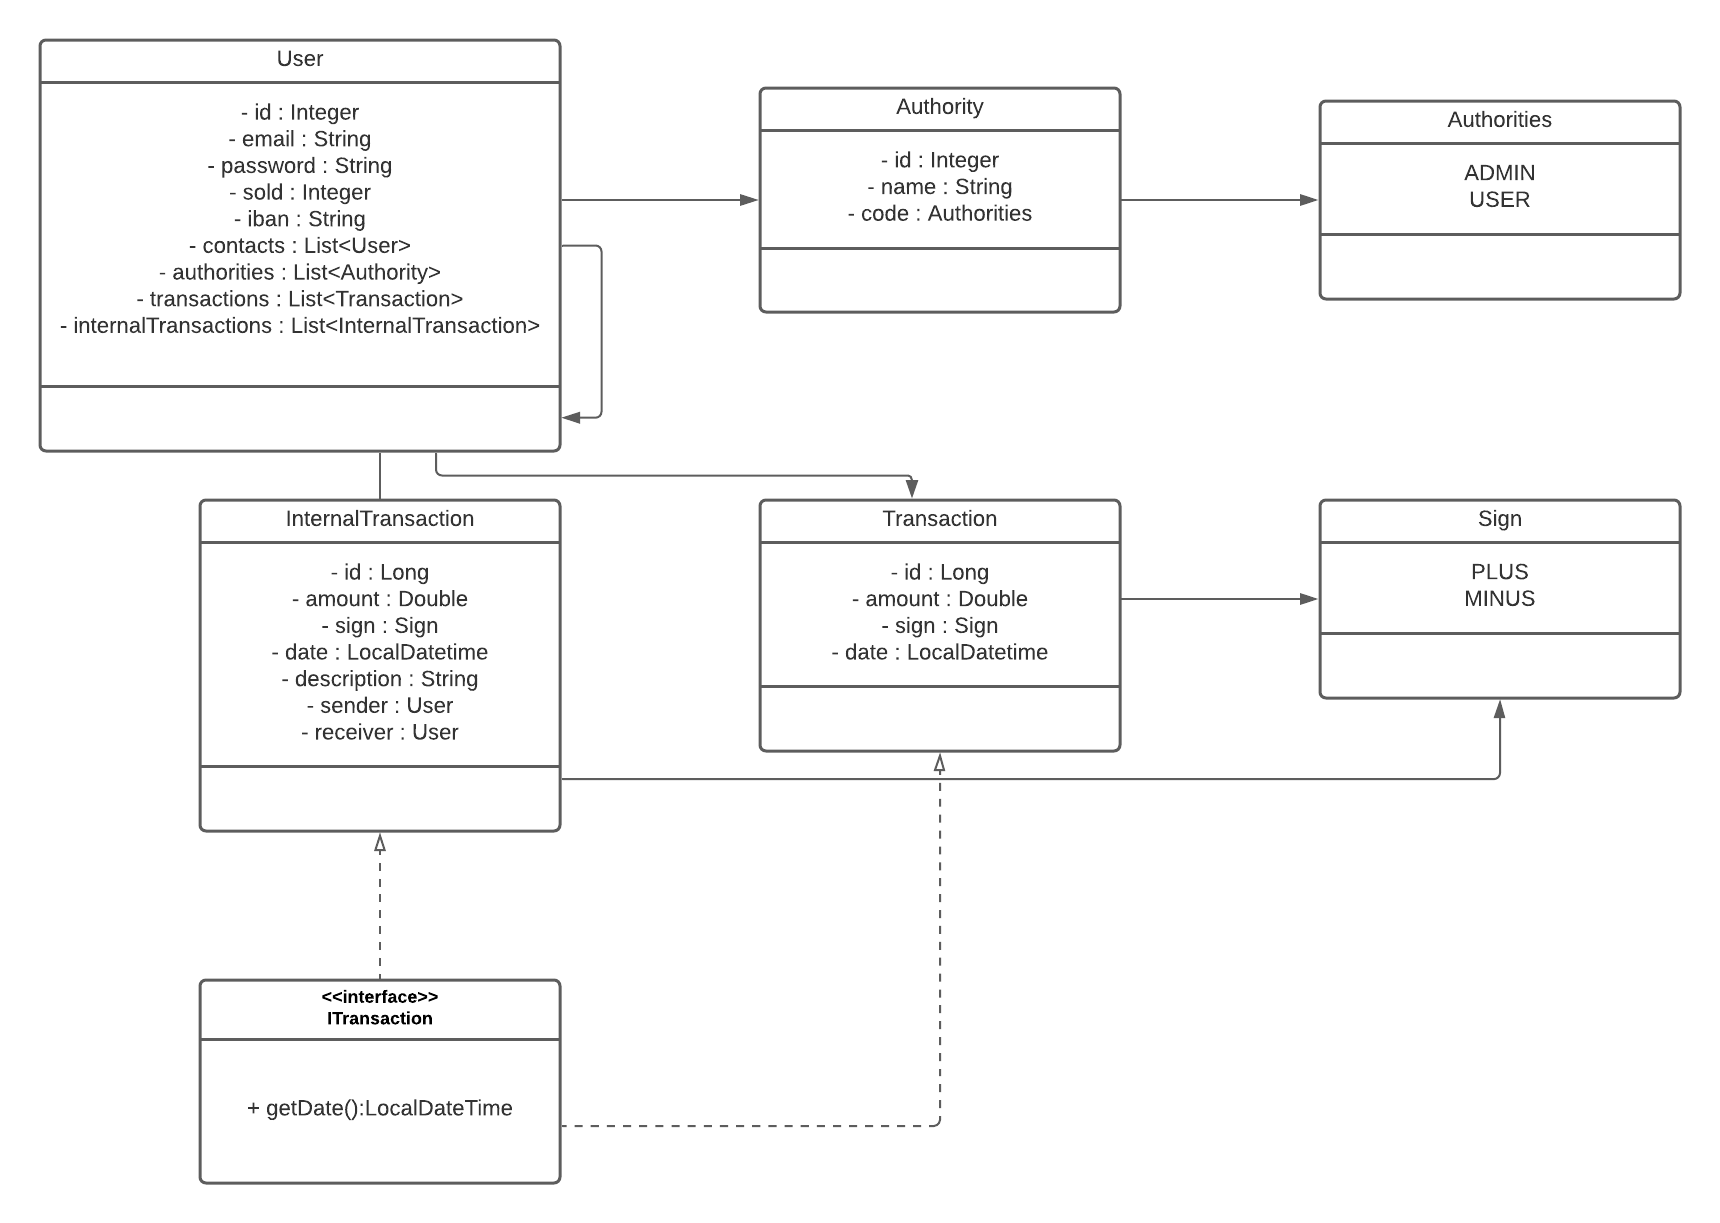 User
- id : Integer
- email : String
- password : String
- sold : Integer
- iban : String
- contacts : List<User>
- authorities : List<Authority>
- transactions : List<Transaction>
- internalTransactions : List<InternalTransaction>
Authority
- id : Integer
- name : String
- code : Authorities
Authorities
ADMIN
USER
InternalTransaction
- id : Long
- amount : Double
- sign : Sign
- date : LocalDatetime
- description : String
- sender : User
- receiver : User
Transaction
- id : Long
- amount : Double
- sign : Sign
- date : LocalDatetime
Sign
PLUS
MINUS
<<interface>>
ITransaction
+ getDate():LocalDateTime